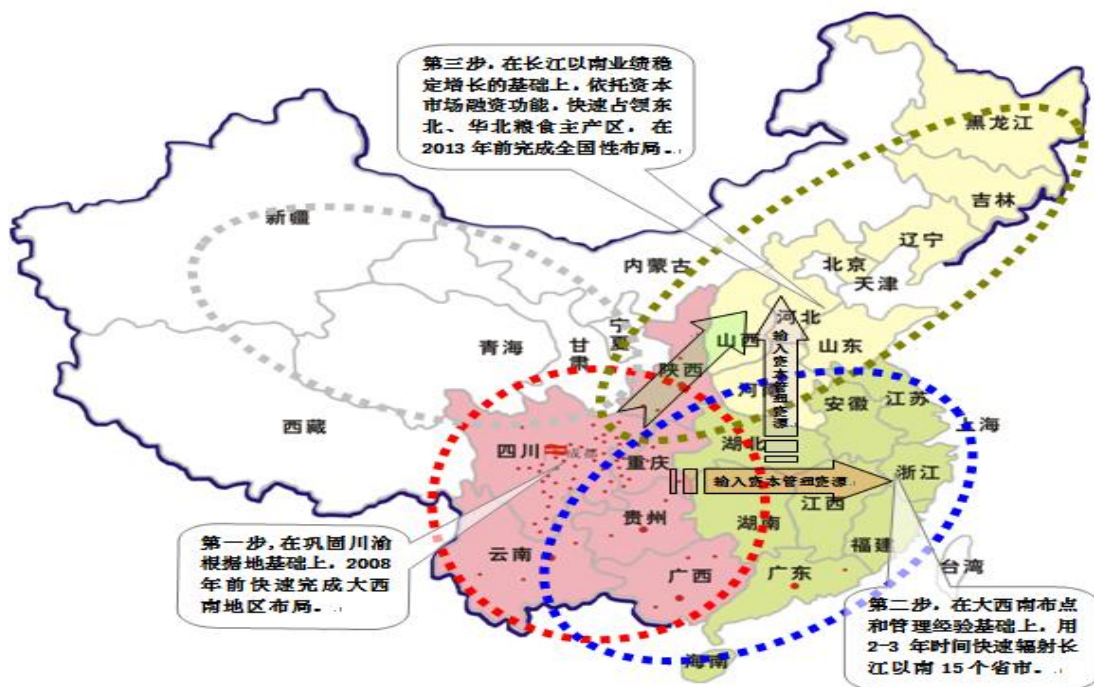 第三步，在长江以南业绩稳
定增长的基础上，依托资本
市场融资功能，快速占领东
北、华北粮食主产区，在
2013 年前完成全国性布局。
黑龙江
吉林
新疆
辽宁
内蒙古
北京
天津
宁夏
河北
青海
甘肃
山西
山东
陕西
输入资本管细资源
河南
安徽
江苏
西藏
上海
四川
成都
重庆
湖北
浙江
输入资本管细资源
江西
贵州
湖南
云南
福建
第一步，在巩固川渝
根据地基础上，2008
年前快速完成大西
南地区布局。
广西
广东
台湾
第二步，在大西南布点
和管理经验基础上，用
2-3 年时间快速辐射长
江以南 15 个省市。
海南